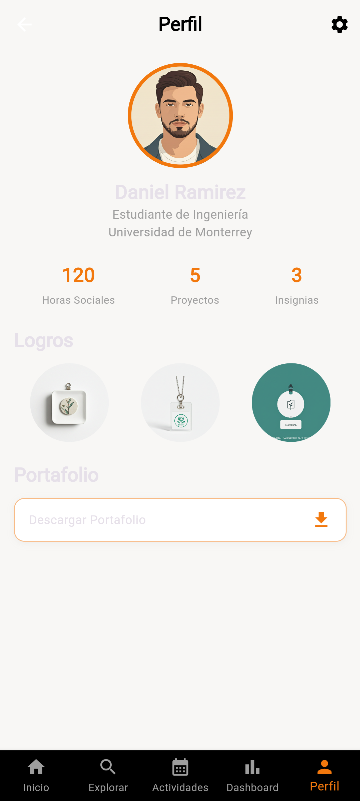 Perfil
Daniel Ramirez
Estudiante de Ingeniería
Universidad de Monterrey
120
5
3
Horas Sociales
Proyectos
Insignias
Logros
Portafolio
Descargar Portafolio
Inicio
Explorar
Actividades
Dashboard
Perfil